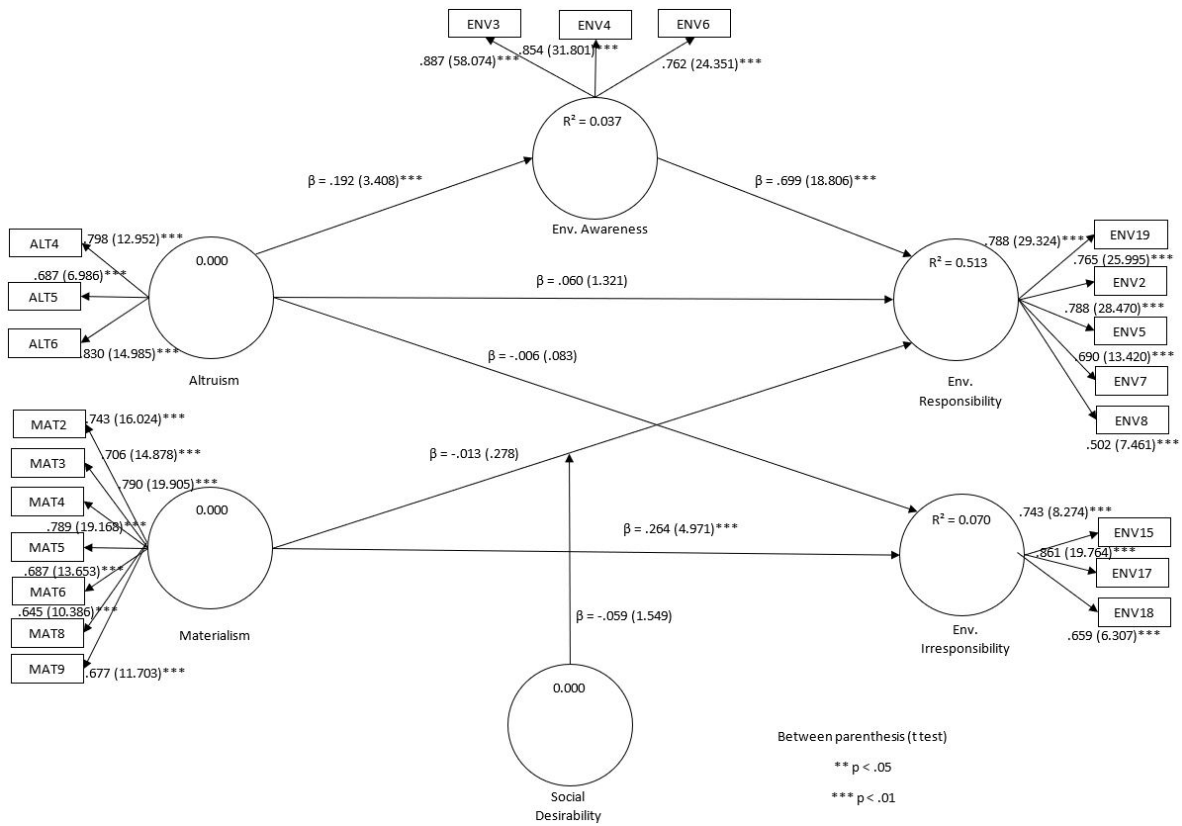 ENV3
ENV4
ENV6
.887 (58.074)***
.854 (31.801)***
.762 (24.351)***
R² = 0.037
Env. Awareness
β = .192 (3.408)***
β = .699 (18.806)***
ALT4
ALT5
ALT6
.798 (12.952)***
.687 (6.986)***
.830 (14.985)***
0.000
Altruism
β = .060 (1.321)
β = -.006 (.083)
R² = 0.513
Env.
Responsibility
.788 (29.324)***
.765 (25.995)***
.788 (28.470)***
.690 (13.420)***
.502 (7.461)***
ENV19
ENV2
ENV5
ENV7
ENV8
MAT2
MAT3
MAT4
MAT5
MAT6
MAT8
MAT9
.743 (16.024)***
.706 (14.878)***
.790 (19.905)***
.789 (19.168)***
.687 (13.653)***
.645 (10.386)***
.677 (11.703)***
0.000
Materialism
β = -.013 (.278)
β = .264 (4.971)***
β = -.059 (1.549)
R² = 0.070
Env.
Irresponsibility
.743 (8.274)***
.861 (19.764)***
.659 (6.307)***
ENV15
ENV17
ENV18
0.000
Social
Desirability
Between parenthesis (t test)
** p < .05
*** p < .01